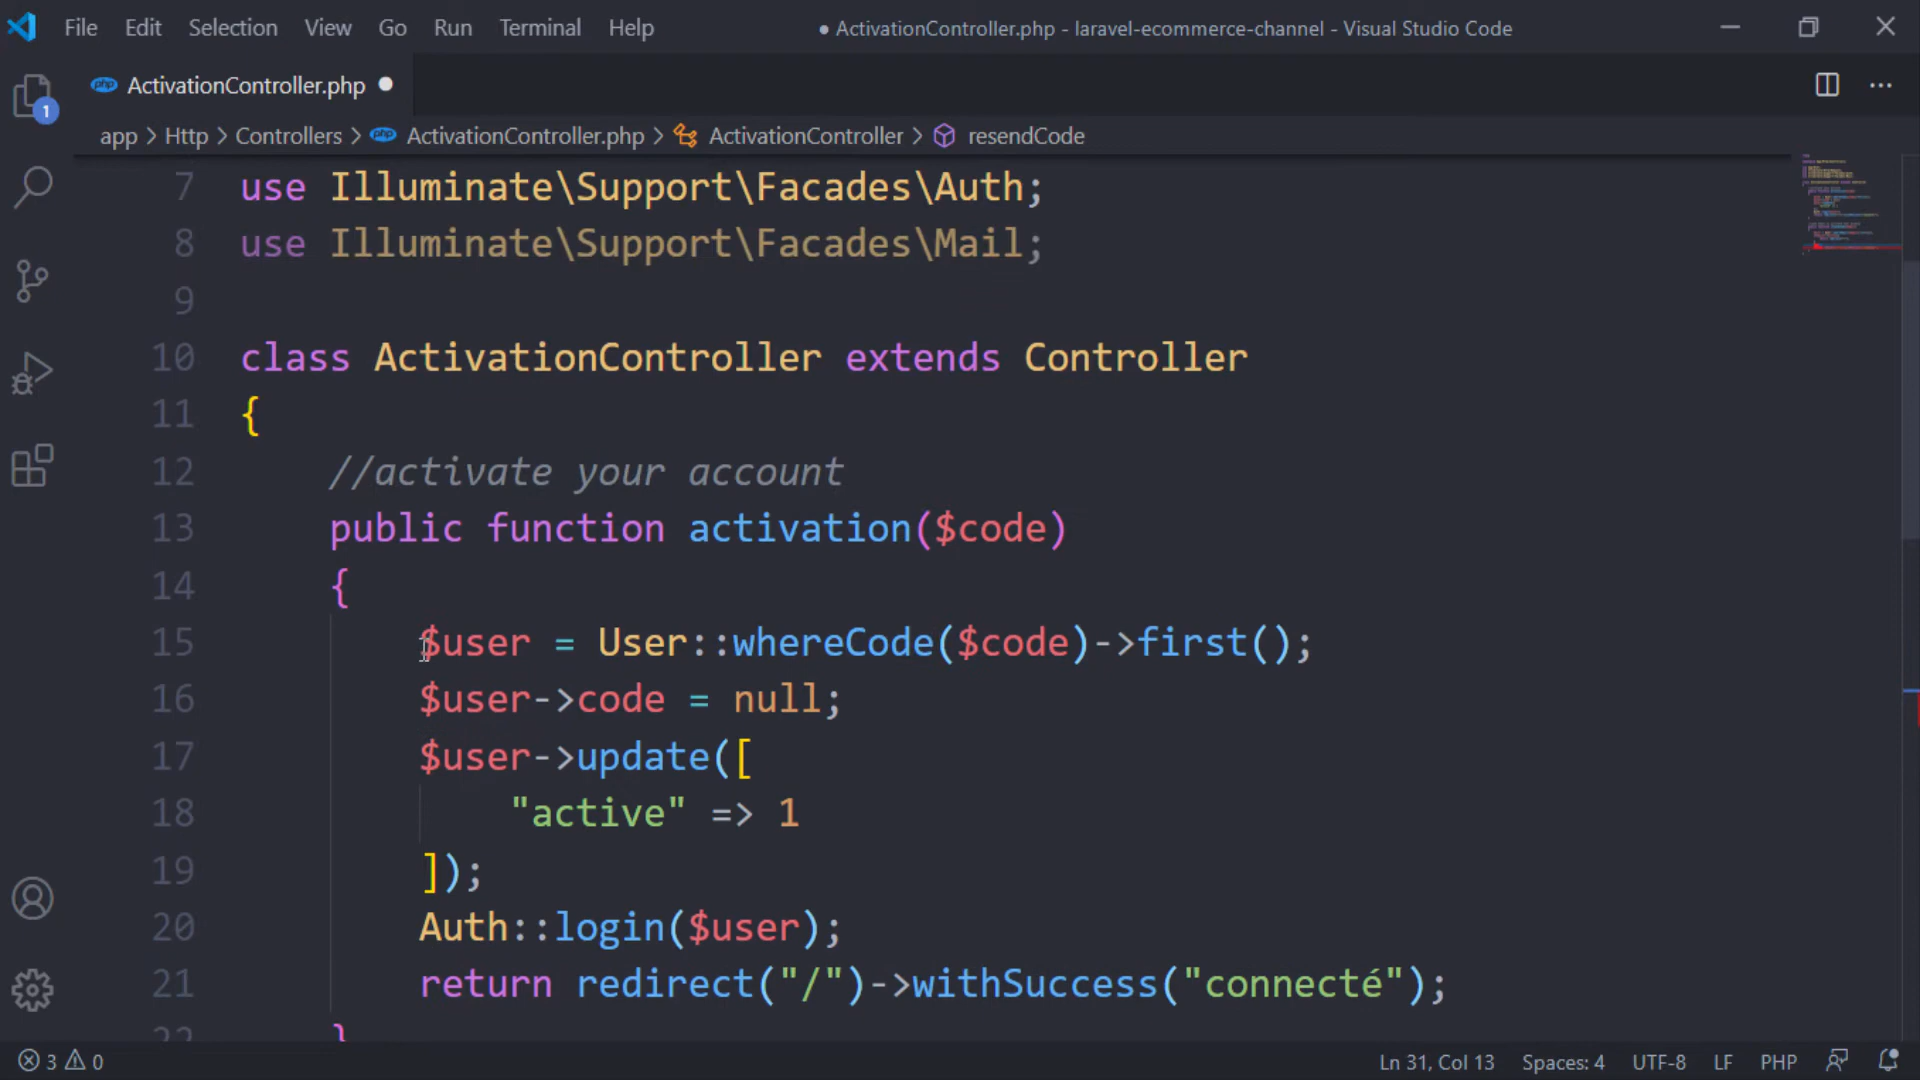 File Edit Selection View Go Run Terminal Help ● ActivationController.php - laravel-ecommerce-channel - Visual Studio Code
php ActivationController.php ●
1
app > Http > Controllers > php ActivationController.php > ActivationController > resendCode
7 use Illuminate\Support\Facades\Auth;
8 use Illuminate\Support\Facades\Mail;
9
10 class ActivationController extends Controller
11 {
12 //activate your account
13 public function activation($code)
14 {
15 $user = User::whereCode($code)->first();
16 $user->code = null;
17 $user->update([
18 "active" => 1
19 ]);
20 Auth::login($user);
21 return redirect("/")->withSuccess("connecté");
22 }
3 0 Ln 31, Col 13 Spaces: 4 UTF-8 LF PHP